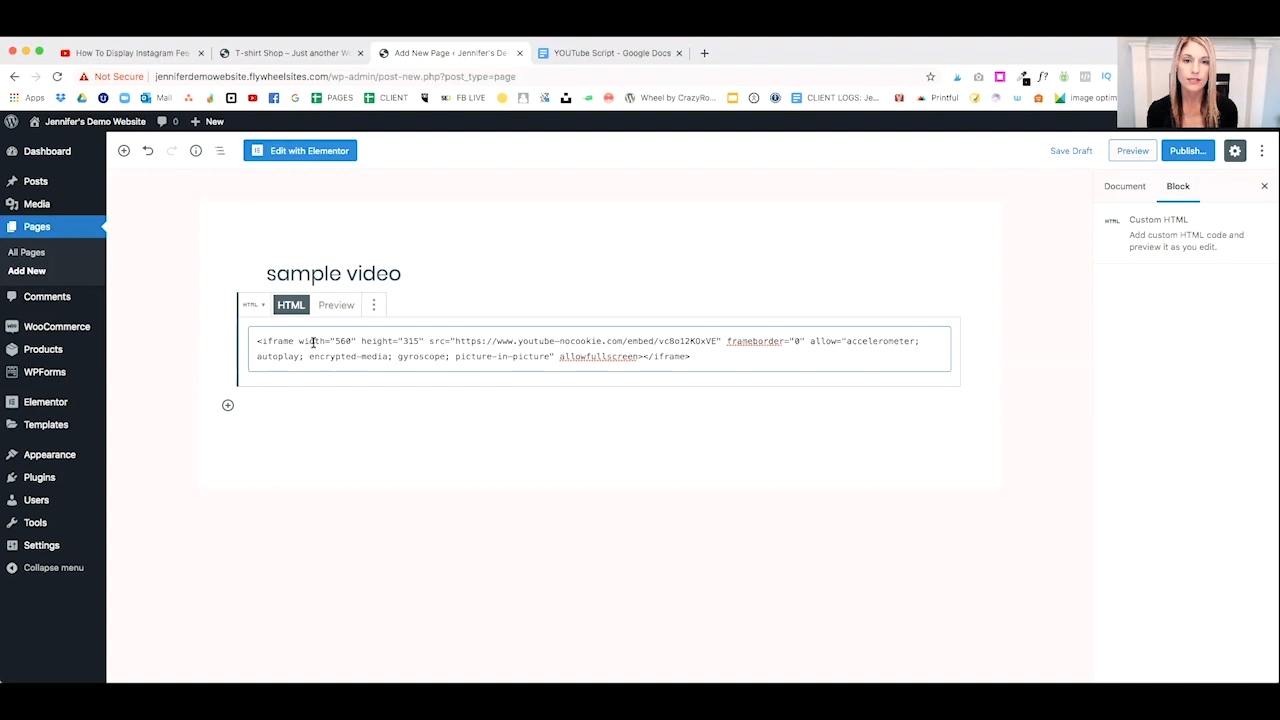 How To Display Instagram Fee
T-shirt Shop – Just another W
Add New Page ‹ Jennifer's De
YOUTube Script - Google Docs
Not Secure
jenniferdemowebsite.flywheelsites.com/wp-admin/post-new.php?post_type=page
f?
IQ
Apps
Mail
PAGES
CLIENT
FB LIVE
Wheel by CrazyRo...
CLIENT LOGS: Je...
Printful
image optim
Jennifer's Demo Website
0
New
Dashboard
Edit with Elementor
Save Draft
Preview
Publish...
Posts
Media
Pages
All Pages
Add New
Comments
WooCommerce
Products
WPForms
Elementor
Templates
Appearance
Plugins
Users
Tools
Settings
Collapse menu
sample video
HTML
HTML
Preview
<iframe width="560" height="315" src="https://www.youtube-nocookie.com/embed/vc8o12KOxVE" frameborder="0" allow="accelerometer;
autoplay; encrypted-media; gyroscope; picture-in-picture" allowfullscreen></iframe>
Document
Block
HTML
Custom HTML
Add custom HTML code and
preview it as you edit.